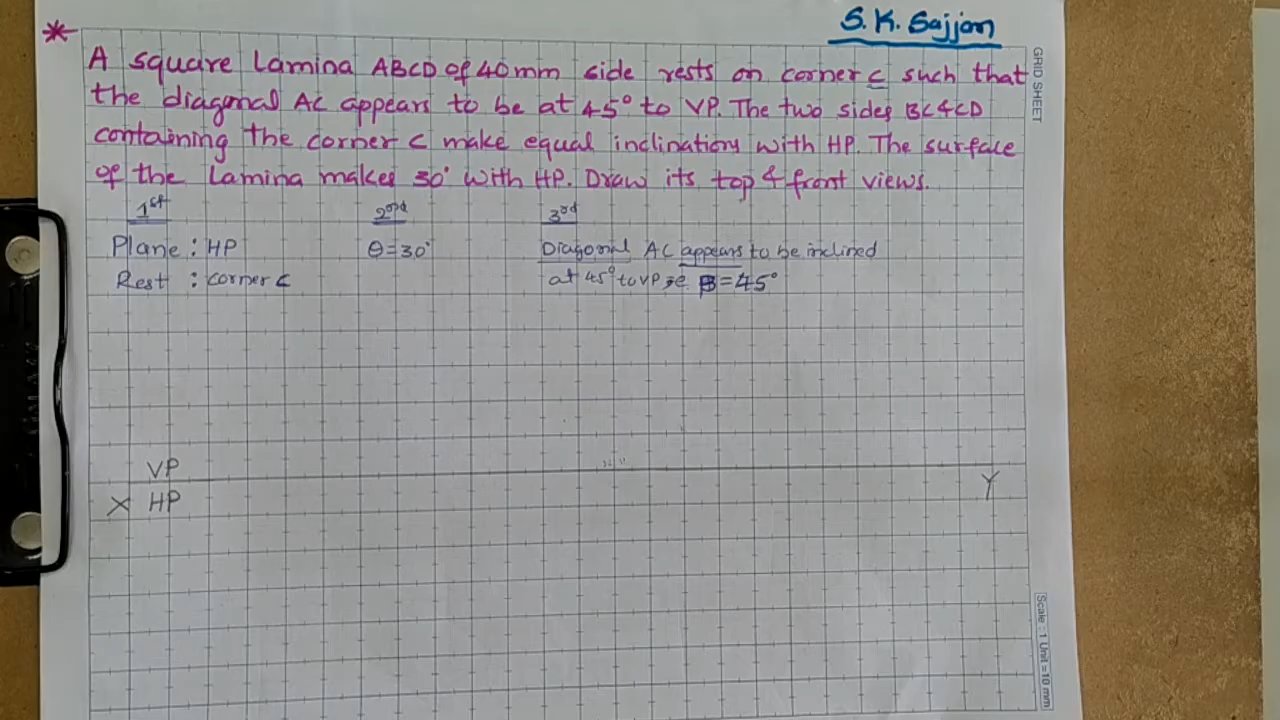 S. K. Sajjan
* A square Lamina ABCD of 40mm side rests on corner C such that
the diagonal AC appears to be at 45° to VP. The two sides BC & CD
containing the corner C make equal inclinations with HP. The surface
of the Lamina makes 30° with HP. Draw its top & front views.
1st 2nd 3rd
Plane : HP θ=30° Diagonal AC appears to be inclined
Rest : corner C at 45° to VP ie β=45°
VP
X HP Y
GRID SHEET
Scale : 1 Unit = 10 mm